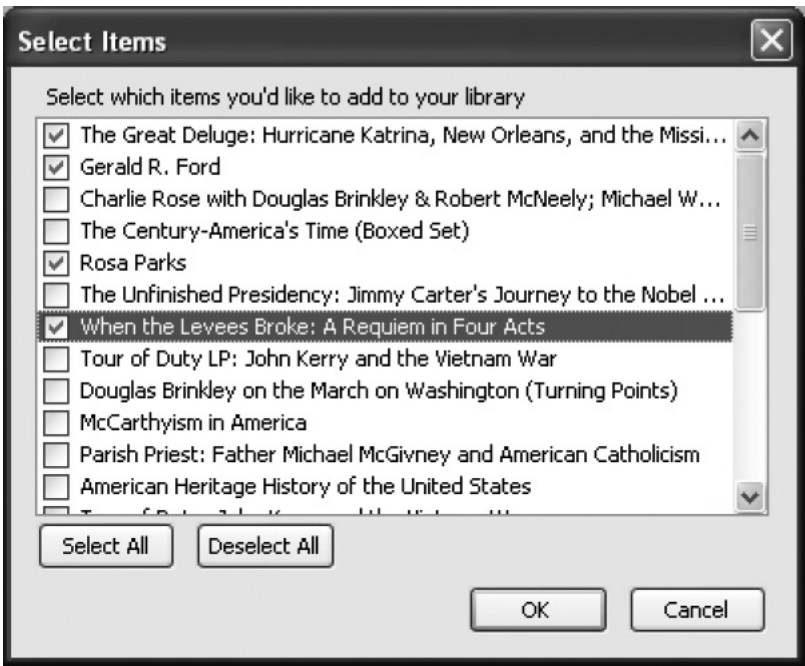 Select Items
Select which items you'd like to add to your library
The Great Deluge: Hurricane Katrina, New Orleans, and the Missi...
Gerald R. Ford
Charlie Rose with Douglas Brinkley & Robert McNeely; Michael W...
The Century-America's Time (Boxed Set)
Rosa Parks
The Unfinished Presidency: Jimmy Carter's Journey to the Nobel ...
When the Levees Broke: A Requiem in Four Acts
Tour of Duty LP: John Kerry and the Vietnam War
Douglas Brinkley on the March on Washington (Turning Points)
McCarthyism in America
Parish Priest: Father Michael McGivney and American Catholicism
American Heritage History of the United States
Select All Deselect All
OK Cancel